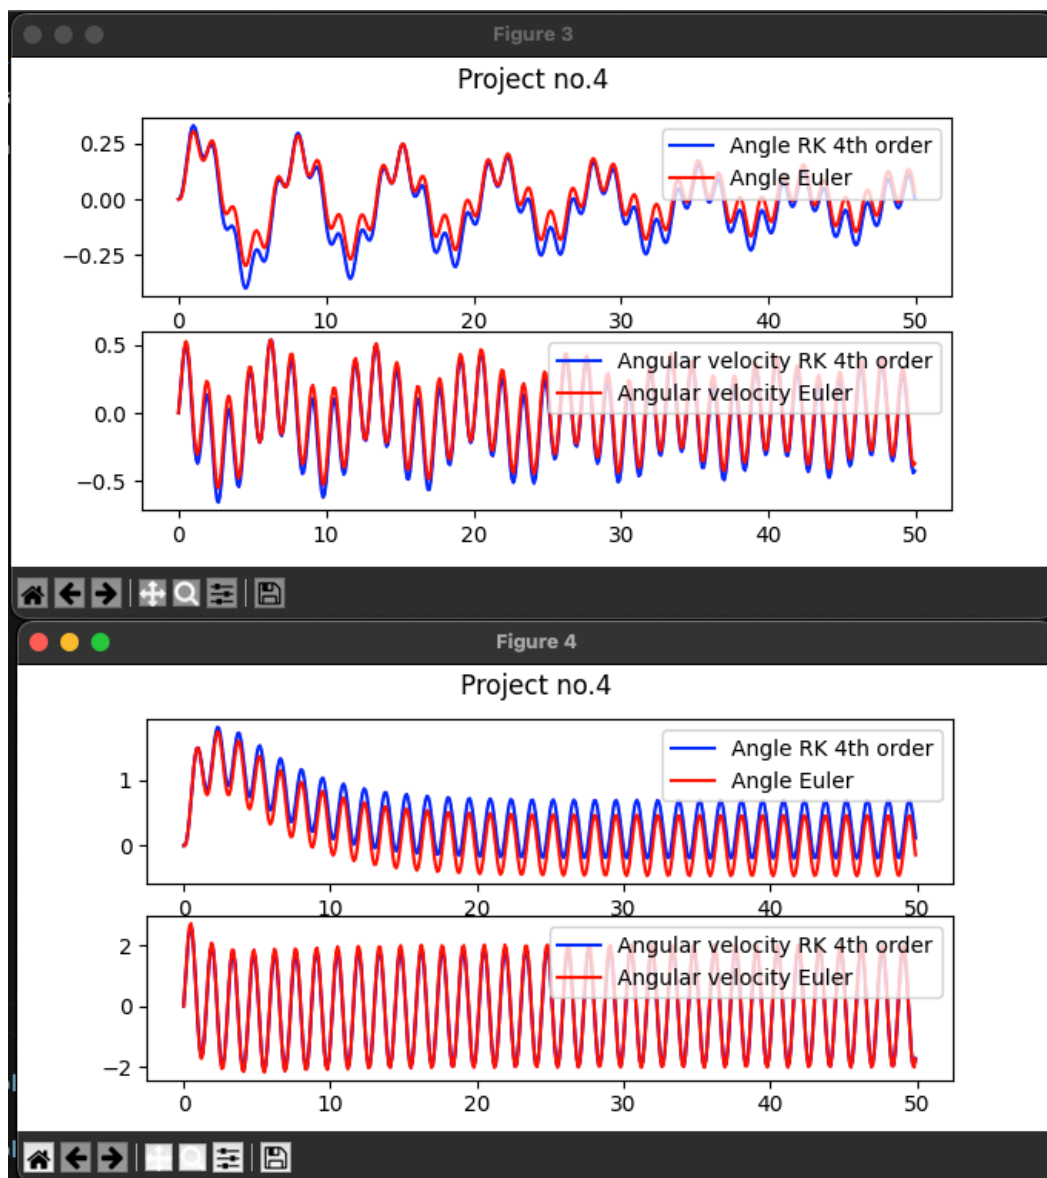 Figure 3
Project no.4
Angle RK 4th order
Angle Euler
0.25
0.00
−0.25
0 10 20 30 40 50
Angular velocity RK 4th order
Angular velocity Euler
0.5
0.0
−0.5
0 10 20 30 40 50
Figure 4
Project no.4
Angle RK 4th order
Angle Euler
1
0
0 10 20 30 40 50
Angular velocity RK 4th order
Angular velocity Euler
2
0
−2
0 10 20 30 40 50